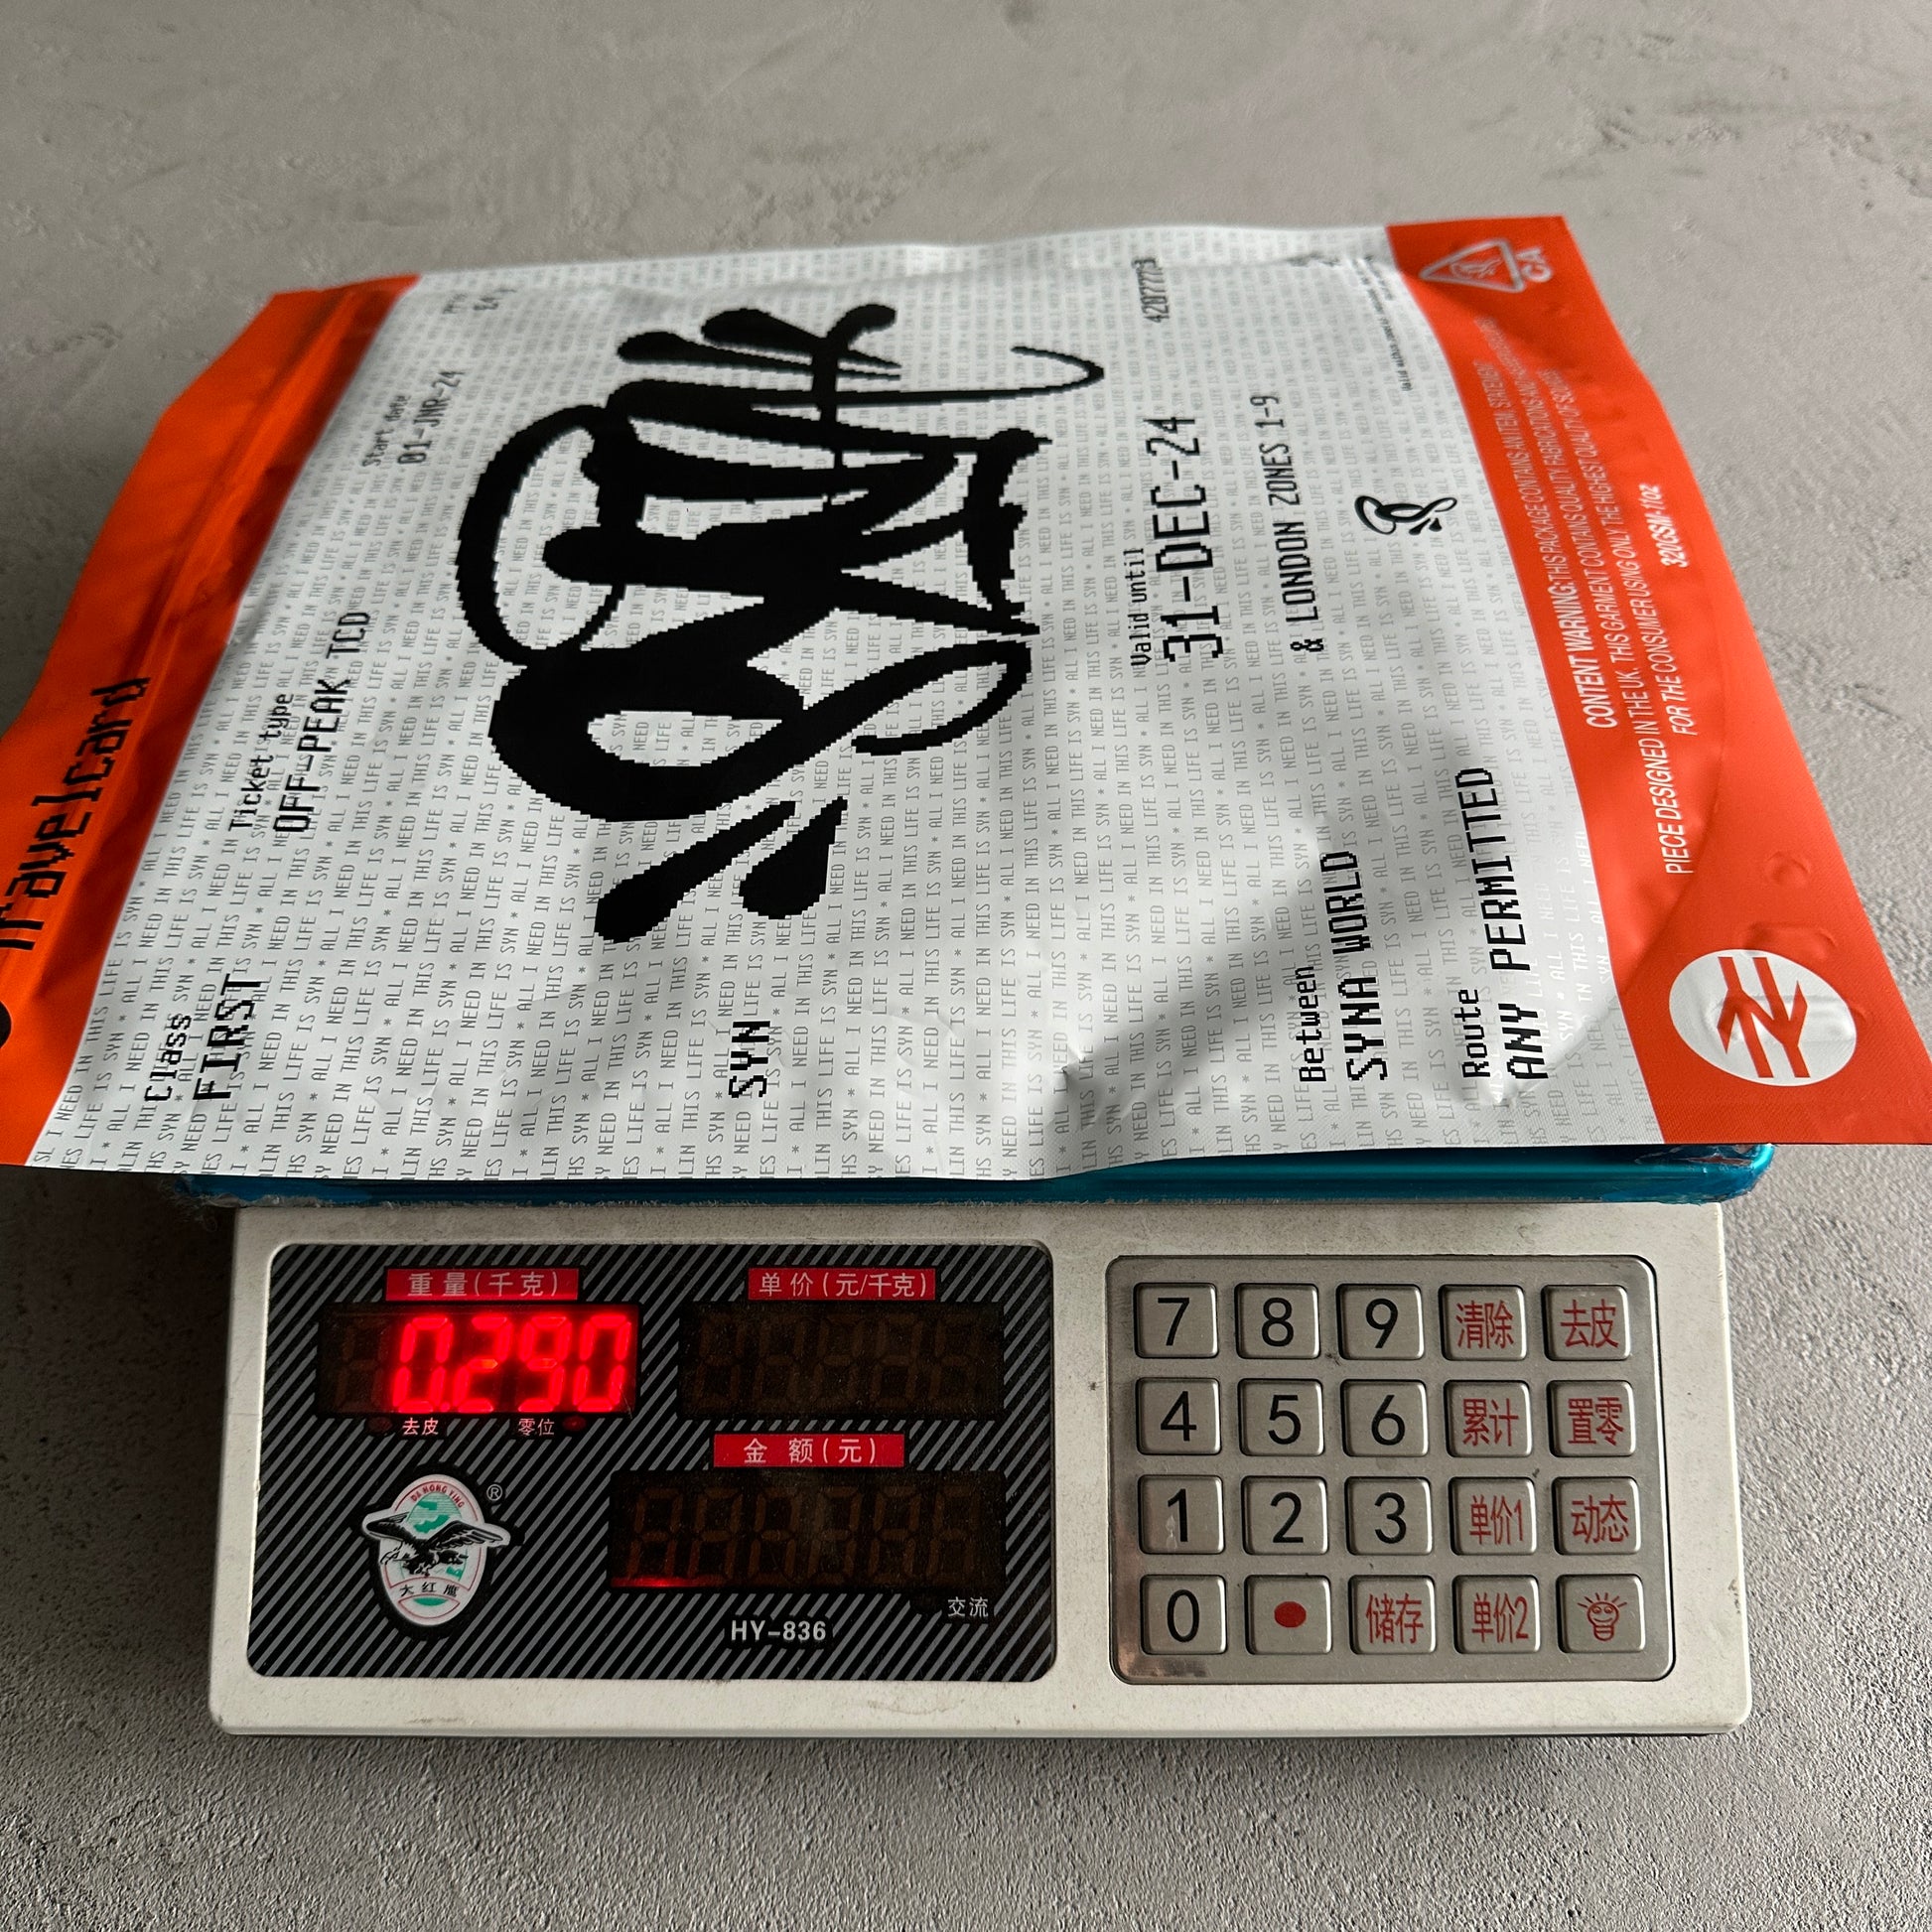 Travelcard
Class
FIRST
Ticket type
OFF-PEAK TCD
Start date
01-JNR-24
SYN
Valid until
31-DEC-24
Between
SYNA WORLD
& LONDON ZONES 1-9
Route
ANY PERMITTED
ALL I NEED IN THIS LIFE IS SYN *
CONTENT WARNING: THIS PACKAGE CONTAINS AN ITEM
PIECE DESIGNED IN THE UK. THIS GARMENT CONTAINS QUALITY FABRICATIONS AND
FOR THE CONSUMER USING ONLY THE HIGHEST QUALITY OF
320GSM-11oz
CA
重量(千克)
单价(元/千克)
0.290
去皮
零位
金额(元)
DA HONG YING
®
大红鹰
交流
HY-836
7 8 9 清除 去皮
4 5 6 累计 置零
1 2 3 单价1 动态
0 储存 单价2